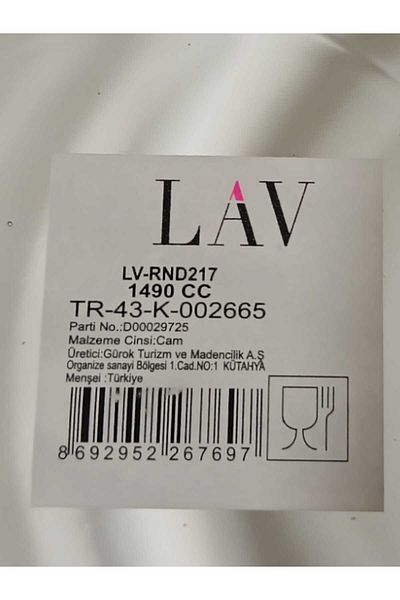 LAV
LV-RND217
1490 CC
TR-43-K-002665
Parti No.:D00029725
Malzeme Cinsi:Cam
Üretici:Gürok Turizm ve Madencilik A.Ş
Organize sanayi Bölgesi 1.Cad.NO:1 KÜTAHYA
Menşei :Türkiye
8 692952 267697